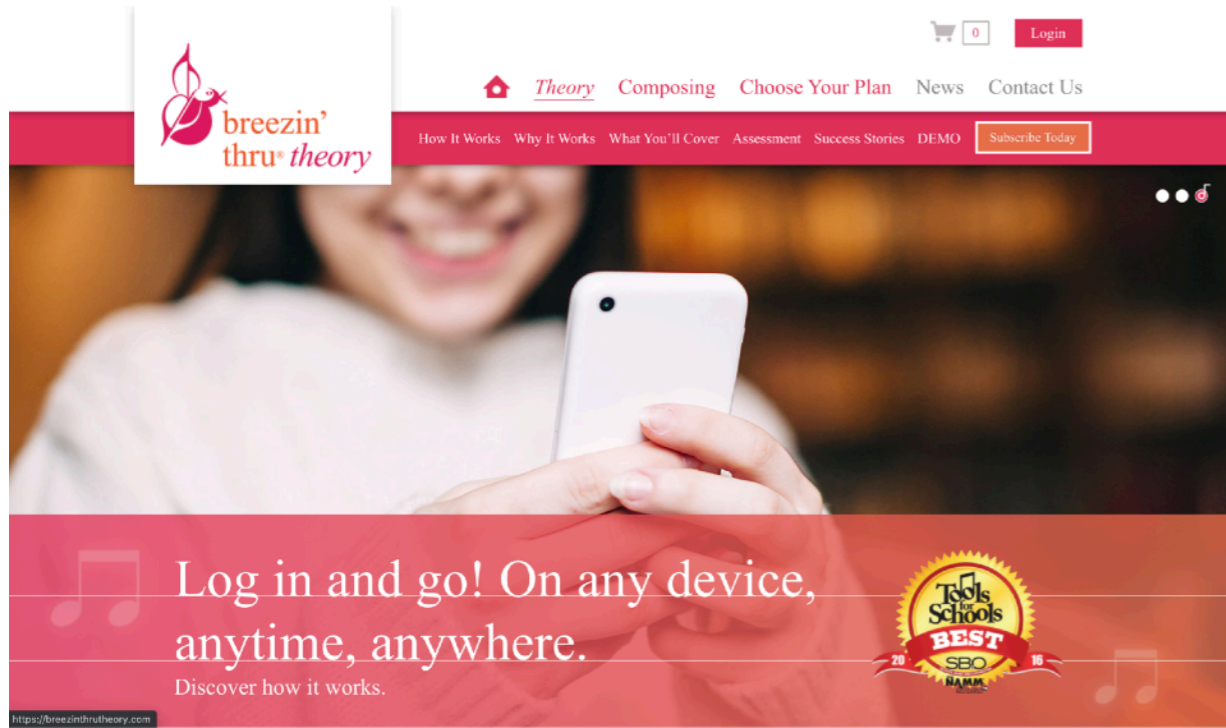 0
Login
Theory Composing Choose Your Plan News Contact Us
breezin'
thru® theory
How It Works Why It Works What You'll Cover Assessment Success Stories DEMO Subscribe Today
Log in and go! On any device,
anytime, anywhere.
Discover how it works.
Tools
for
Schools
BEST
20 SBO 16
NAMM
https://breezinthrutheory.com